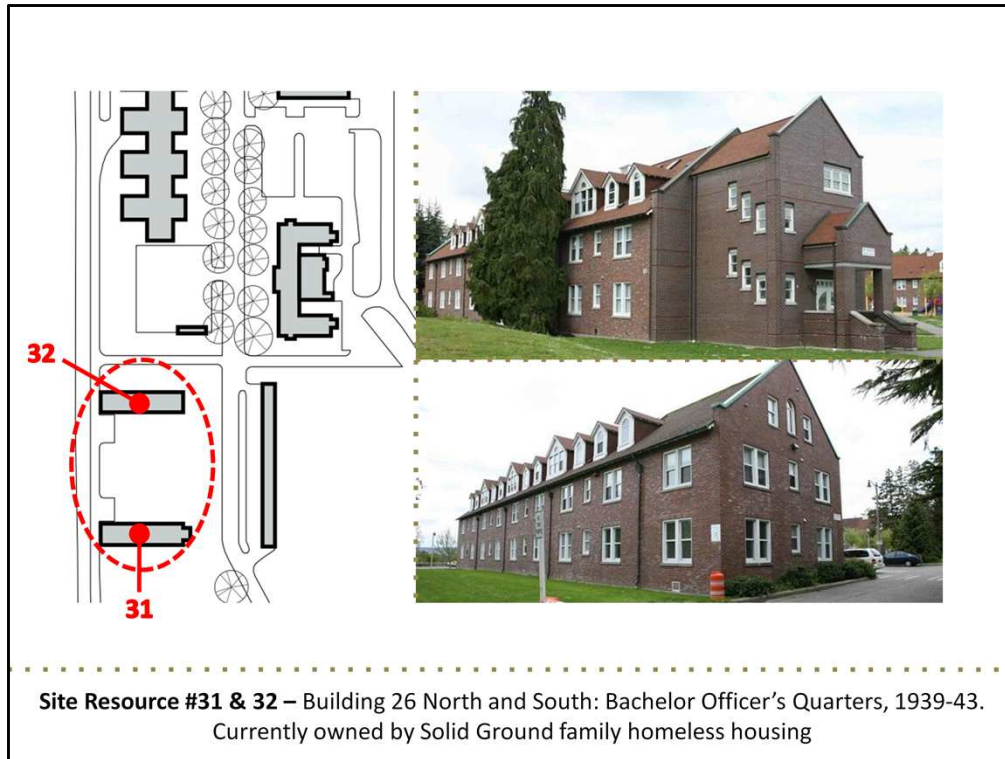 32
31
Site Resource #31 & 32 – Building 26 North and South: Bachelor Officer’s Quarters, 1939-43.
Currently owned by Solid Ground family homeless housing